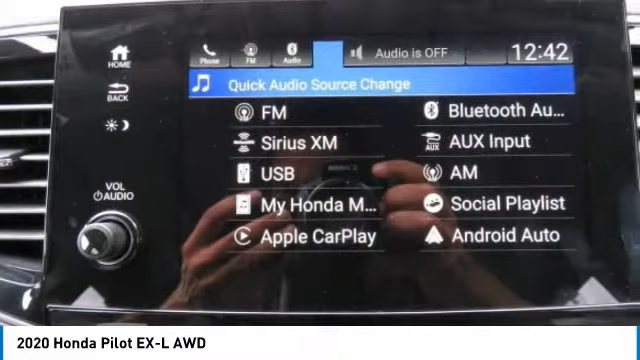 Phone
FM
Audio
Audio is OFF
12:42
HOME
BACK
VOL
AUDIO
Quick Audio Source Change
FM
Bluetooth Au...
Sirius XM
AUX
AUX Input
USB
AM
My Honda M...
Social Playlist
Apple CarPlay
Android Auto
2020 Honda Pilot EX-L AWD